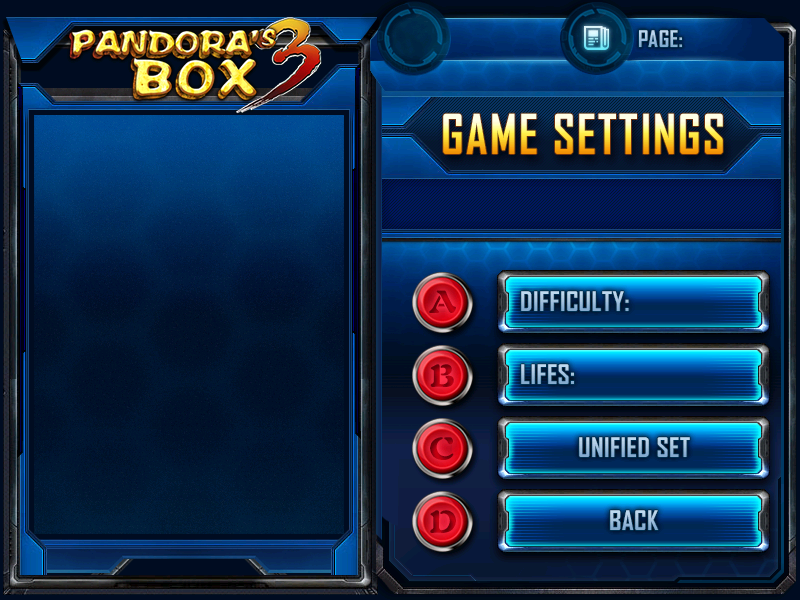 PANDORA'S
BOX 3
PAGE:
GAME SETTINGS
A
DIFFICULTY:
B
LIFES:
C
UNIFIED SET
D
BACK